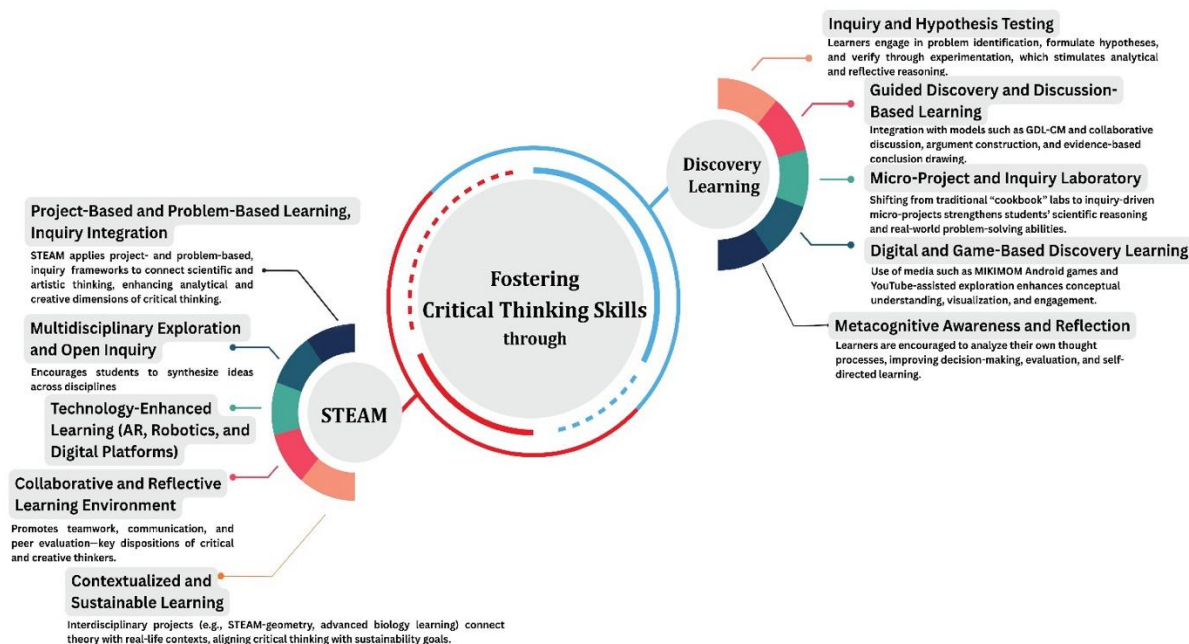 Fostering
Critical Thinking Skills
through
Discovery
Learning
Inquiry and Hypothesis Testing
Learners engage in problem identification, formulate hypotheses,
and verify through experimentation, which stimulates analytical
and reflective reasoning.
Guided Discovery and Discussion-
Based Learning
Integration with models such as GDL-CM and collaborative
discussion, argument construction, and evidence-based
conclusion drawing.
Micro-Project and Inquiry Laboratory
Shifting from traditional “cookbook” labs to inquiry-driven
micro-projects strengthens students’ scientific reasoning
and real-world problem-solving abilities.
Digital and Game-Based Discovery Learning
Use of media such as MIKIMOM Android games and
YouTube-assisted exploration enhances conceptual
understanding, visualization, and engagement.
Metacognitive Awareness and Reflection
Learners are encouraged to analyze their own thought
processes, improving decision-making, evaluation, and self-
directed learning.
STEAM
Project-Based and Problem-Based Learning,
Inquiry Integration
STEAM applies project- and problem-based,
inquiry frameworks to connect scientific and
artistic thinking, enhancing analytical and
creative dimensions of critical thinking.
Multidisciplinary Exploration
and Open Inquiry
Encourages students to synthesize ideas
across disciplines
Technology-Enhanced
Learning (AR, Robotics, and
Digital Platforms)
Collaborative and Reflective
Learning Environment
Promotes teamwork, communication, and
peer evaluation—key dispositions of critical
and creative thinkers.
Contextualized and
Sustainable Learning
Interdisciplinary projects (e.g., STEAM-geometry, advanced biology learning) connect
theory with real-life contexts, aligning critical thinking with sustainability goals.